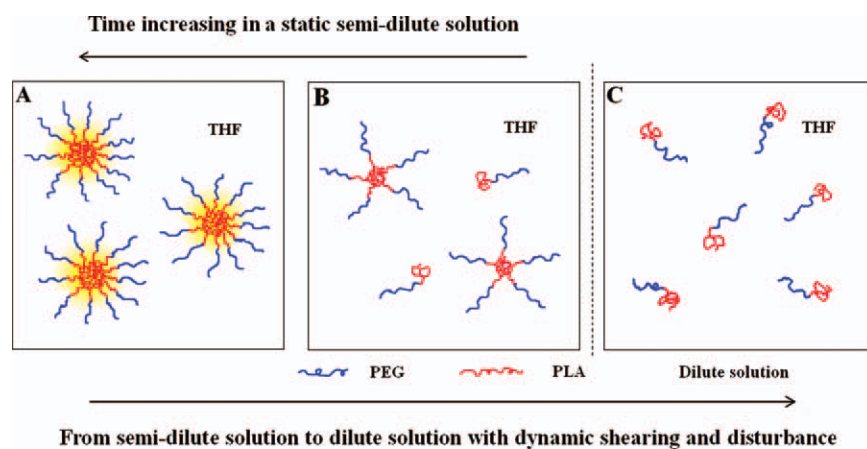 Time increasing in a static semi-dilute solution
A
THF
B
THF
C
THF
PEG
PLA
Dilute solution
From semi-dilute solution to dilute solution with dynamic shearing and disturbance